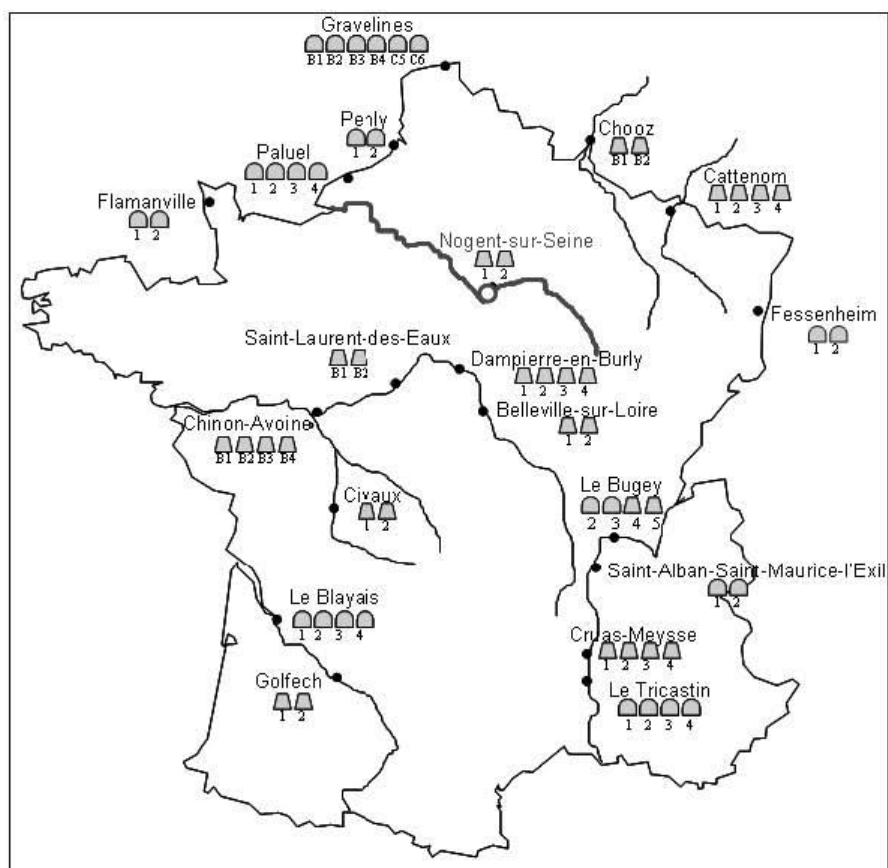 Gravelines
B1 B2 B3 B4 C5 C6
Penly
1 2
Paluel
1 2 3 4
Chooz
B1 B2
Cattenom
1 2 3 4
Flamanville
1 2
Nogent-sur-Seine
1 2
Fessenheim
1 2
Saint-Laurent-des-Eaux
B1 B2
Dampierre-en-Burly
1 2 3 4
Belleville-sur-Loire
1 2
Chinon-Avoine
B1 B2 B3 B4
Civaux
1 2
Le Bugey
2 3 4 5
Saint-Alban-Saint-Maurice-l'Exil
1 2
Le Blayais
1 2 3 4
Cruas-Meysse
1 2 3 4
Golfech
1 2
Le Tricastin
1 2 3 4